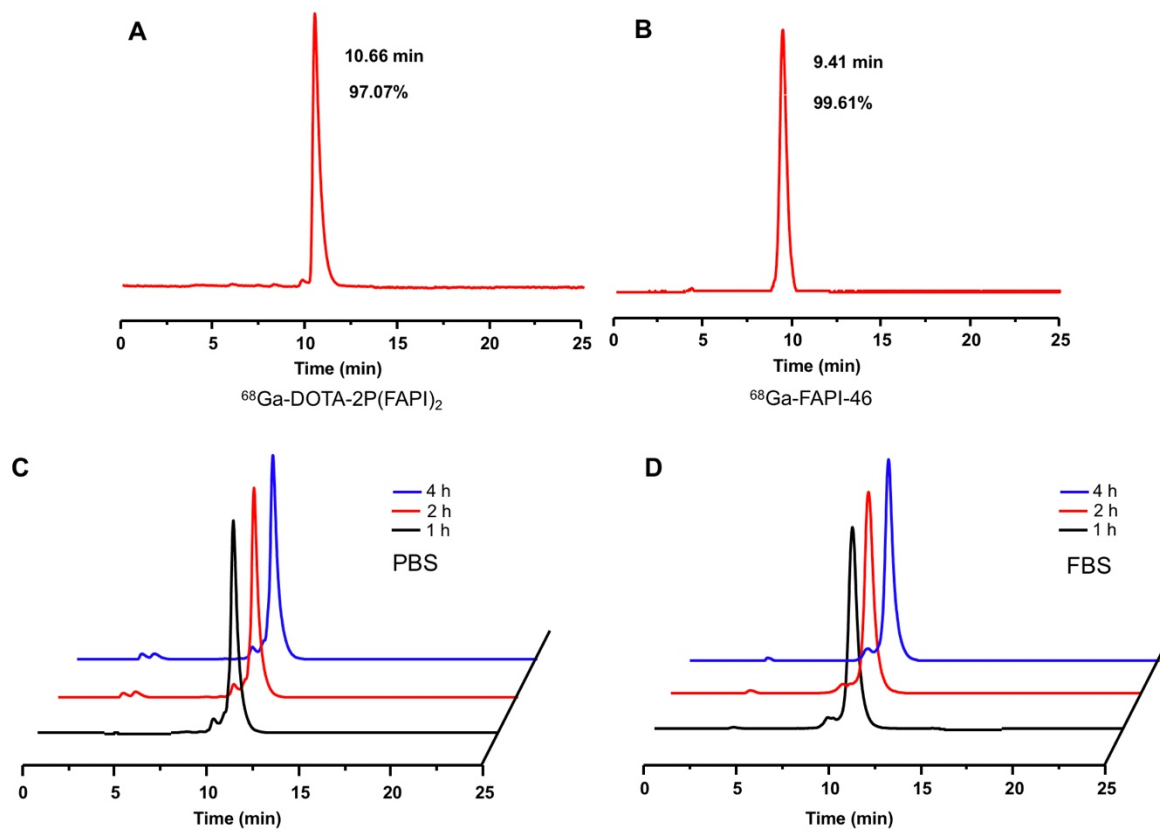 A
10.66 min
97.07%
0 5 10 15 20 25
Time (min)
⁶⁸Ga-DOTA-2P(FAPI)₂
B
9.41 min
99.61%
0 5 10 15 20 25
Time (min)
⁶⁸Ga-FAPI-46
C
4 h
2 h
1 h
PBS
0 5 10 15 20 25
Time (min)
D
4 h
2 h
1 h
FBS
0 5 10 15 20 25
Time (min)